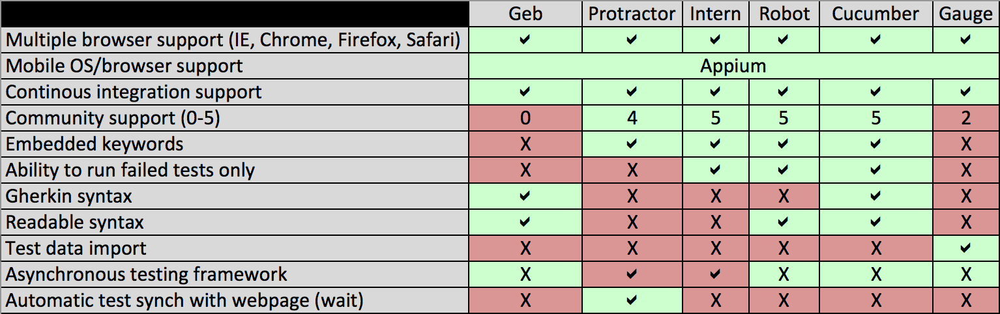 Geb Protractor Intern Robot Cucumber Gauge
Multiple browser support (IE, Chrome, Firefox, Safari) ✔ ✔ ✔ ✔ ✔ ✔
Mobile OS/browser support Appium
Continous integration support ✔ ✔ ✔ ✔ ✔ ✔
Community support (0-5) 0 4 5 5 5 2
Embedded keywords X ✔ ✔ ✔ ✔ X
Ability to run failed tests only X X ✔ ✔ ✔ X
Gherkin syntax ✔ X X X ✔ X
Readable syntax ✔ X X ✔ ✔ X
Test data import X X X X X ✔
Asynchronous testing framework X ✔ ✔ X X X
Automatic test synch with webpage (wait) X ✔ X X X X